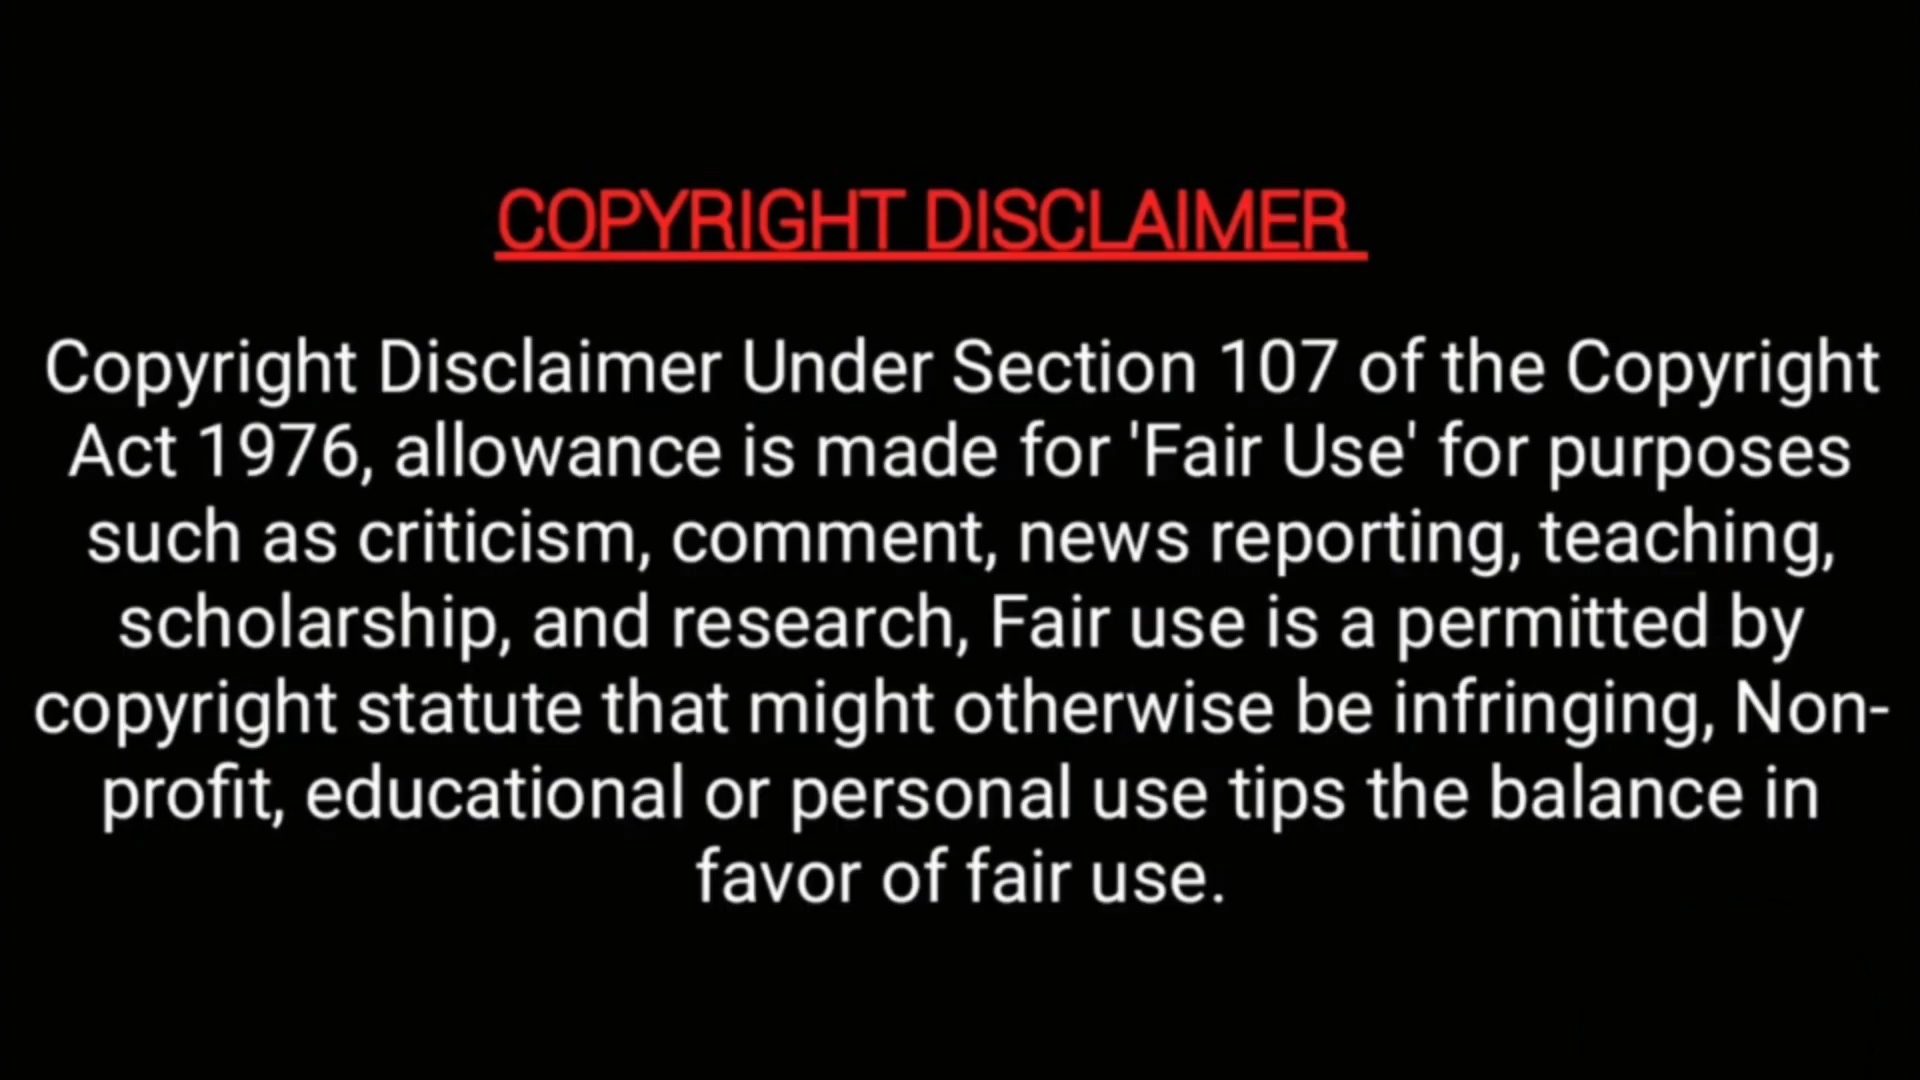 COPYRIGHT DISCLAIMER
Copyright Disclaimer Under Section 107 of the Copyright
Act 1976, allowance is made for 'Fair Use' for purposes
such as criticism, comment, news reporting, teaching,
scholarship, and research, Fair use is a permitted by
copyright statute that might otherwise be infringing, Non-
profit, educational or personal use tips the balance in
favor of fair use.